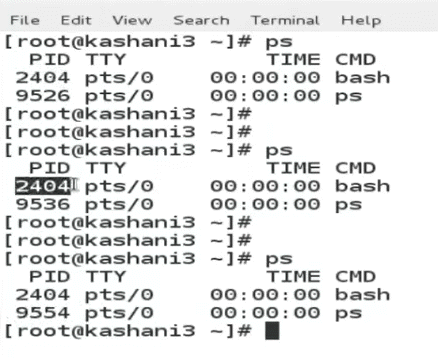 File Edit View Search Terminal Help
[root@kashani3 ~]# ps
  PID TTY          TIME CMD
 2404 pts/0    00:00:00 bash
 9526 pts/0    00:00:00 ps
[root@kashani3 ~]#
[root@kashani3 ~]#
[root@kashani3 ~]# ps
  PID TTY          TIME CMD
 2404 pts/0    00:00:00 bash
 9536 pts/0    00:00:00 ps
[root@kashani3 ~]#
[root@kashani3 ~]#
[root@kashani3 ~]# ps
  PID TTY          TIME CMD
 2404 pts/0    00:00:00 bash
 9554 pts/0    00:00:00 ps
[root@kashani3 ~]#